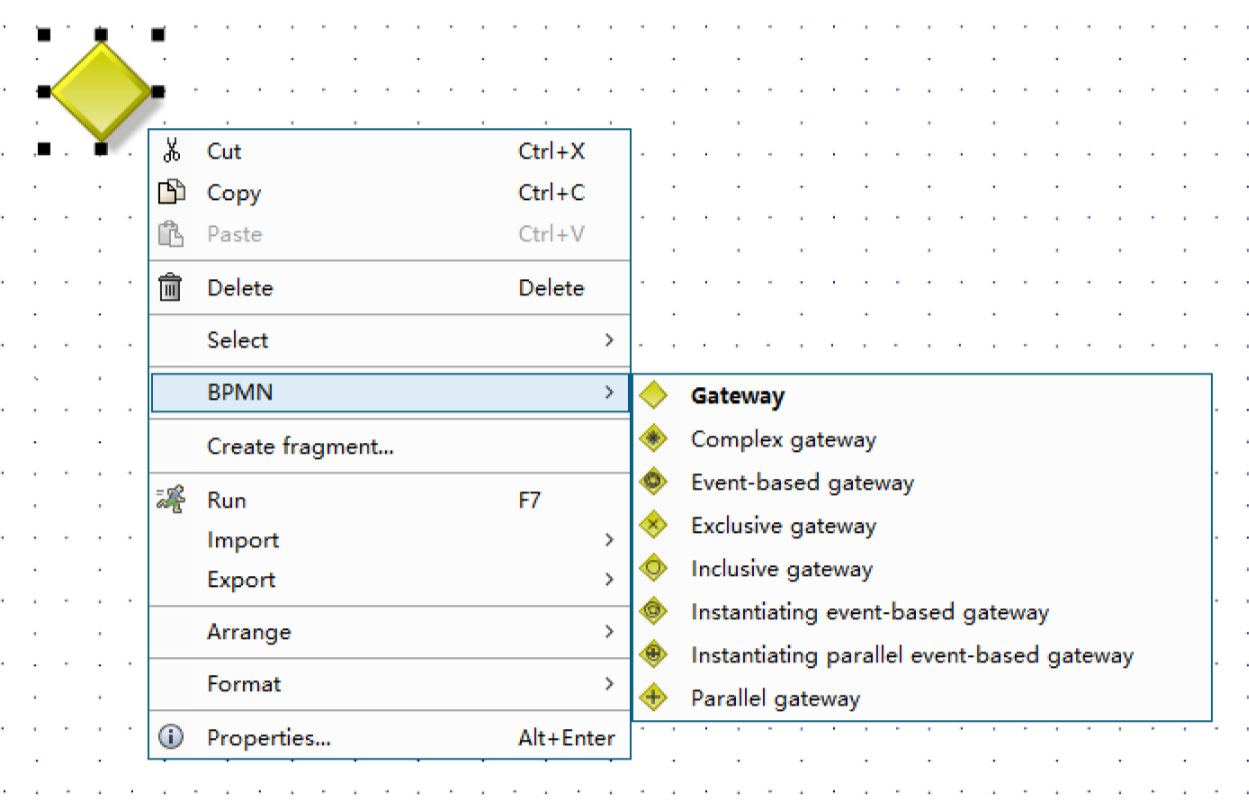 Cut Ctrl+X
Copy Ctrl+C
Paste Ctrl+V
Delete Delete
Select
BPMN
Gateway
Complex gateway
Event-based gateway
Exclusive gateway
Inclusive gateway
Instantiating event-based gateway
Instantiating parallel event-based gateway
Parallel gateway
Create fragment...
Run F7
Import
Export
Arrange
Format
Properties... Alt+Enter